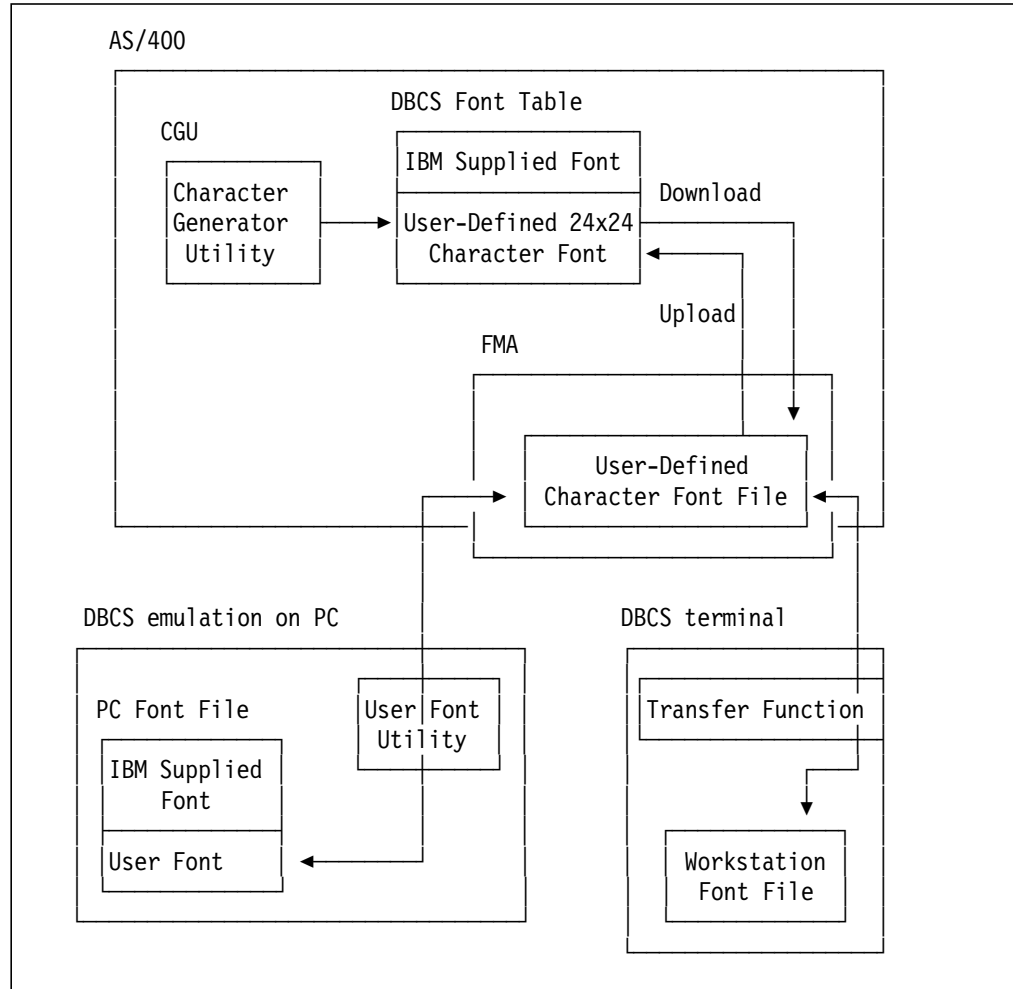 AS/400
DBCS Font Table
CGU
IBM Supplied Font
Character
Generator
Utility
Download
User-Defined 24x24
Character Font
Upload
FMA
User-Defined
Character Font File
DBCS emulation on PC
DBCS terminal
PC Font File
User Font
Utility
Transfer Function
IBM Supplied
Font
User Font
Workstation
Font File